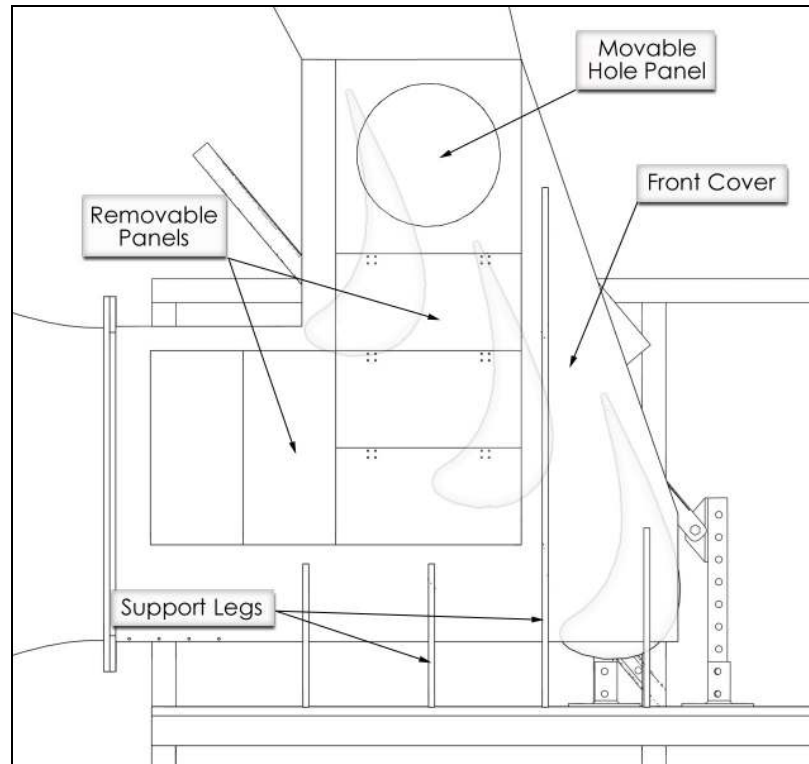 Movable
Hole Panel
Front Cover
Removable
Panels
Support Legs